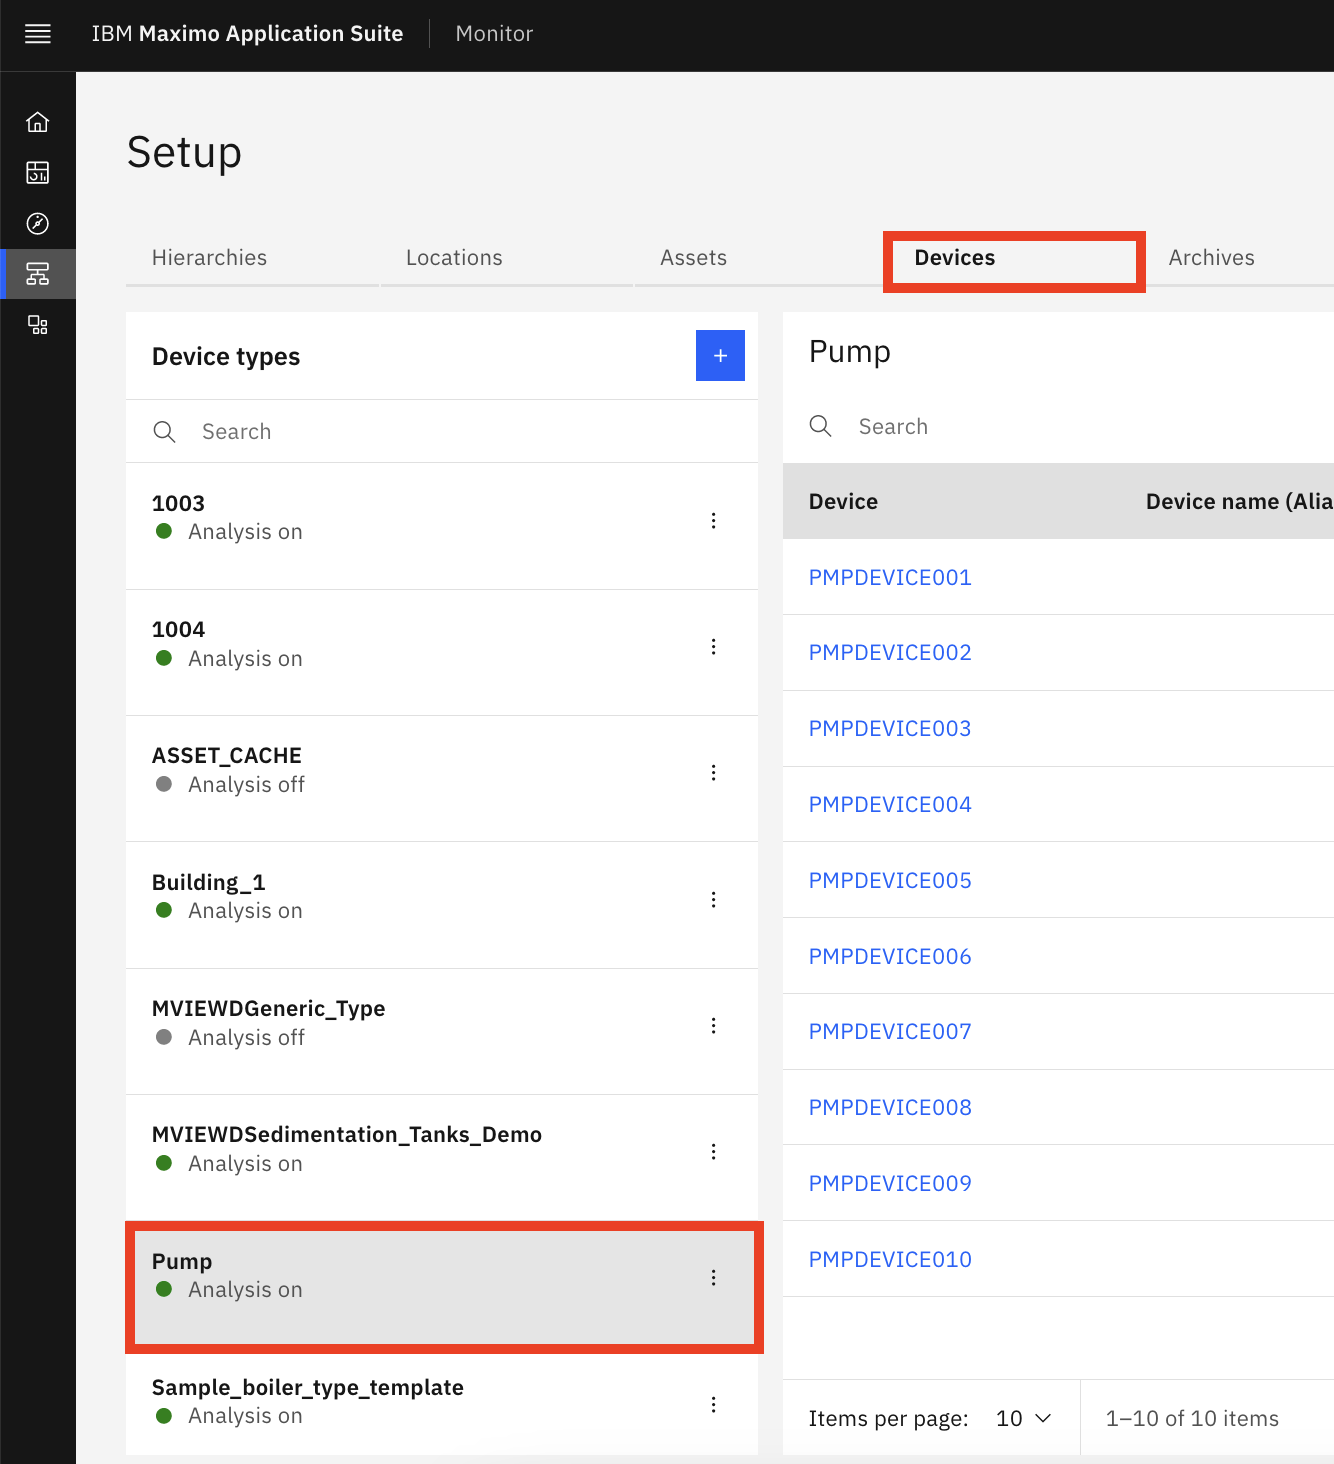 IBM Maximo Application Suite Monitor
Setup
Hierarchies Locations Assets Devices Archives
Device types
+
Search
1003
Analysis on
1004
Analysis on
ASSET_CACHE
Analysis off
Building_1
Analysis on
MVIEWDGeneric_Type
Analysis off
MVIEWDSedimentation_Tanks_Demo
Analysis on
Pump
Analysis on
Sample_boiler_type_template
Analysis on
Pump
Search
Device Device name (Alia
PMPDEVICE001
PMPDEVICE002
PMPDEVICE003
PMPDEVICE004
PMPDEVICE005
PMPDEVICE006
PMPDEVICE007
PMPDEVICE008
PMPDEVICE009
PMPDEVICE010
Items per page: 10 1–10 of 10 items